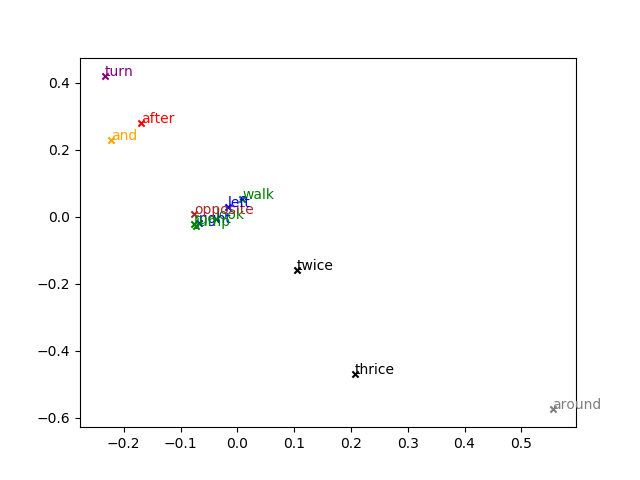 0.4
0.2
0.0
−0.2
−0.4
−0.6
turn
after
and
walk
left
opposite
look
jump
twice
thrice
around
−0.2
−0.1
0.0
0.1
0.2
0.3
0.4
0.5